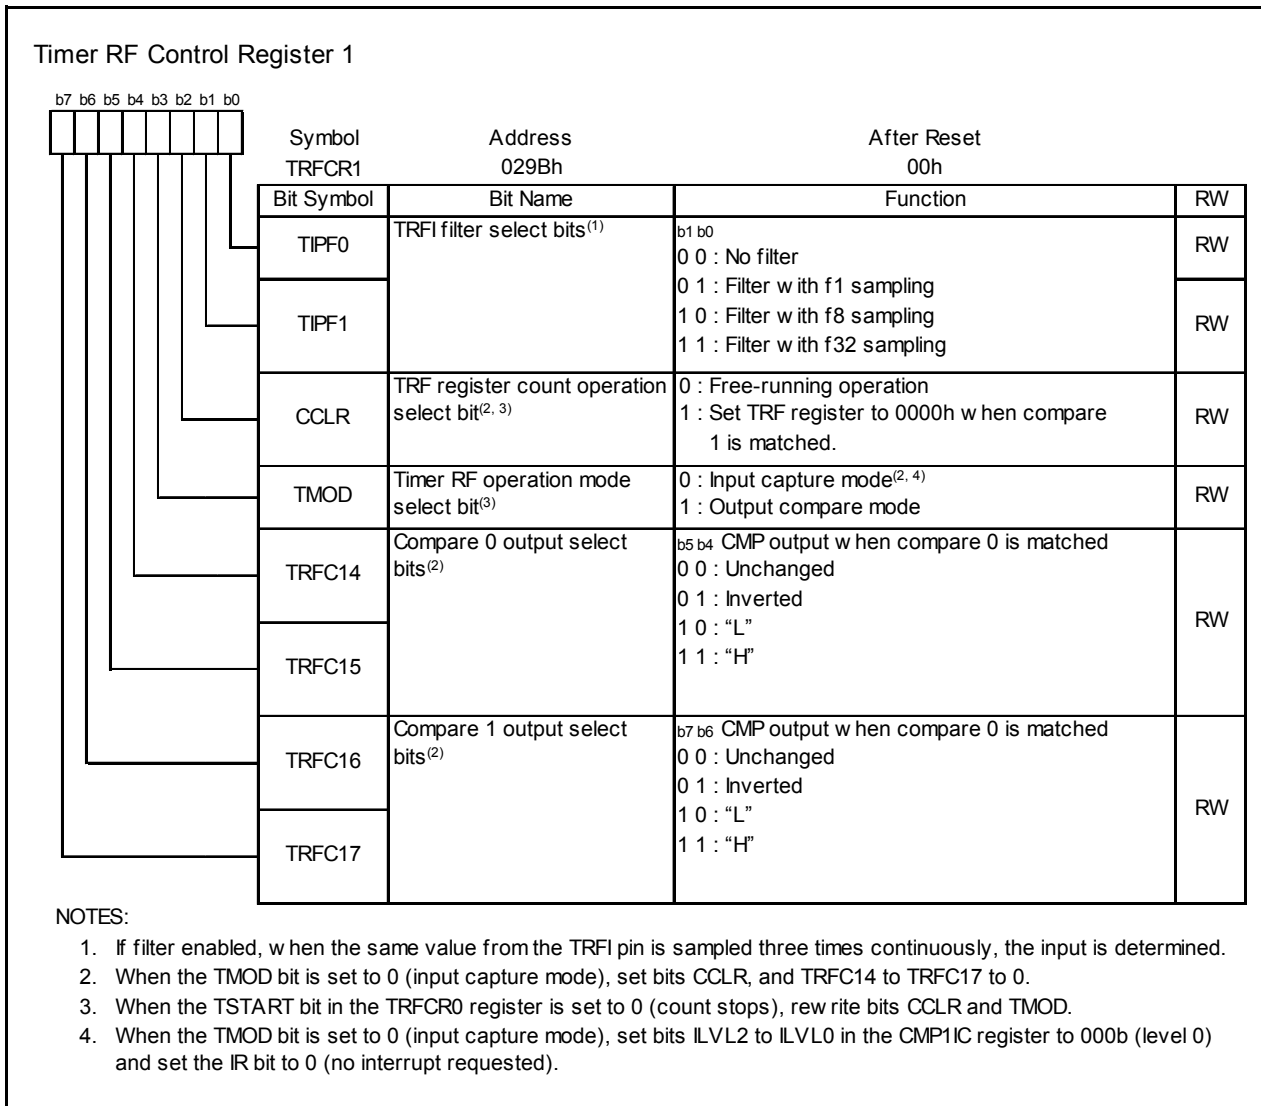 Timer RF Control Register 1
b7 b6 b5 b4 b3 b2 b1 b0
Symbol Address After Reset
TRFCR1 029Bh 00h
Bit Symbol Bit Name Function RW
TIPF0 TRFI filter select bits(1) b1 b0 RW
0 0 : No filter
TIPF1 0 1 : Filter with f1 sampling RW
1 0 : Filter with f8 sampling
1 1 : Filter with f32 sampling
CCLR TRF register count operation 0 : Free-running operation RW
select bit(2, 3) 1 : Set TRF register to 0000h when compare
1 is matched.
TMOD Timer RF operation mode 0 : Input capture mode(2, 4) RW
select bit(3) 1 : Output compare mode
TRFC14 Compare 0 output select b5 b4 CMP output when compare 0 is matched RW
bits(2) 0 0 : Unchanged
0 1 : Inverted
TRFC15 1 0 : “L”
1 1 : “H”
TRFC16 Compare 1 output select b7 b6 CMP output when compare 0 is matched RW
bits(2) 0 0 : Unchanged
0 1 : Inverted
TRFC17 1 0 : “L”
1 1 : “H”
NOTES:
1. If filter enabled, when the same value from the TRFI pin is sampled three times continuously, the input is determined.
2. When the TMOD bit is set to 0 (input capture mode), set bits CCLR, and TRFC14 to TRFC17 to 0.
3. When the TSTART bit in the TRFCR0 register is set to 0 (count stops), rewrite bits CCLR and TMOD.
4. When the TMOD bit is set to 0 (input capture mode), set bits ILVL2 to ILVL0 in the CMP1IC register to 000b (level 0)
and set the IR bit to 0 (no interrupt requested).